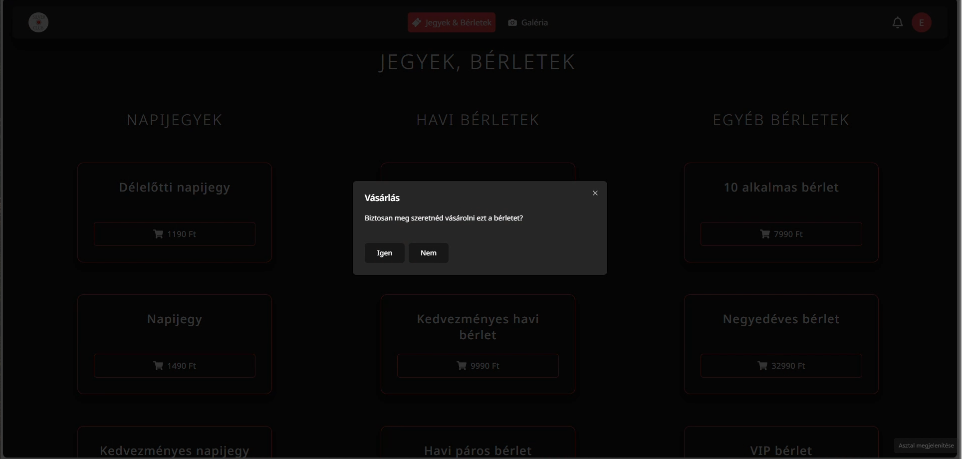 Jegyek & Bérletek
Galéria
E
JEGYEK, BÉRLETEK
NAPIJEGYEK
HAVI BÉRLETEK
EGYÉB BÉRLETEK
Délelőtti napijegy
1190 Ft
10 alkalmas bérlet
7990 Ft
Vásárlás
×
Biztosan meg szeretnéd vásárolni ezt a bérletet?
Igen
Nem
Napijegy
1490 Ft
Kedvezményes havi
bérlet
9990 Ft
Negyedéves bérlet
32990 Ft
Kedvezményes napijegy
Havi páros bérlet
VIP bérlet
Asztal megjelenítése